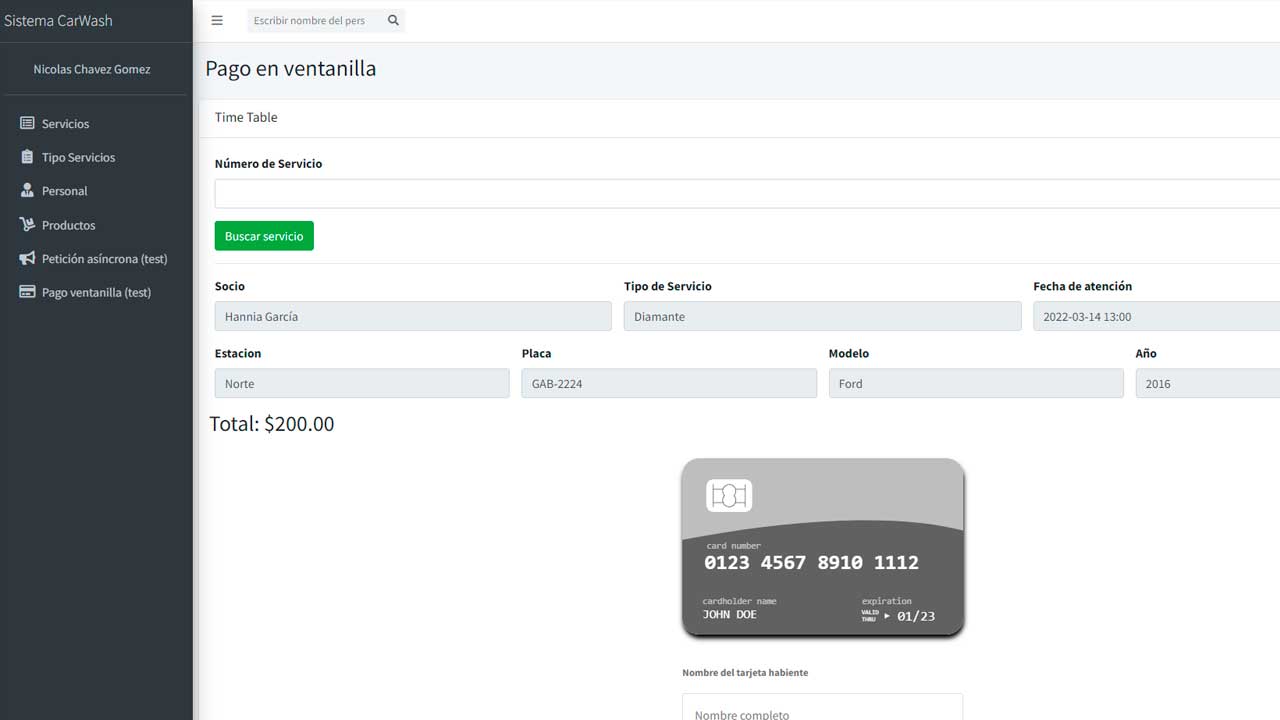 Sistema CarWash
Escribir nombre del pers
Nicolas Chavez Gomez
Servicios
Tipo Servicios
Personal
Productos
Petición asíncrona (test)
Pago ventanilla (test)
Pago en ventanilla
Time Table
Número de Servicio
Buscar servicio
Socio Tipo de Servicio Fecha de atención
Hannia García Diamante 2022-03-14 13:00
Estacion Placa Modelo Año
Norte GAB-2224 Ford 2016
Total: $200.00
card number
0123 4567 8910 1112
cardholder name expiration
JOHN DOE VALID THRU 01/23
Nombre del tarjeta habiente
Nombre completo